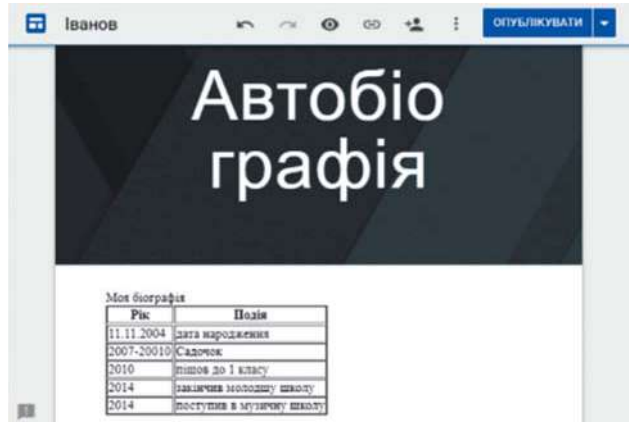 Іванов
ОПУБЛІКУВАТИ
Автобіо
графія
Моя біографія
Рік Подія
11.11.2004 дата народження
2007-20010 Садочок
2010 пішов до 1 класу
2014 закінчив молодшу школу
2014 поступив в музичну школу